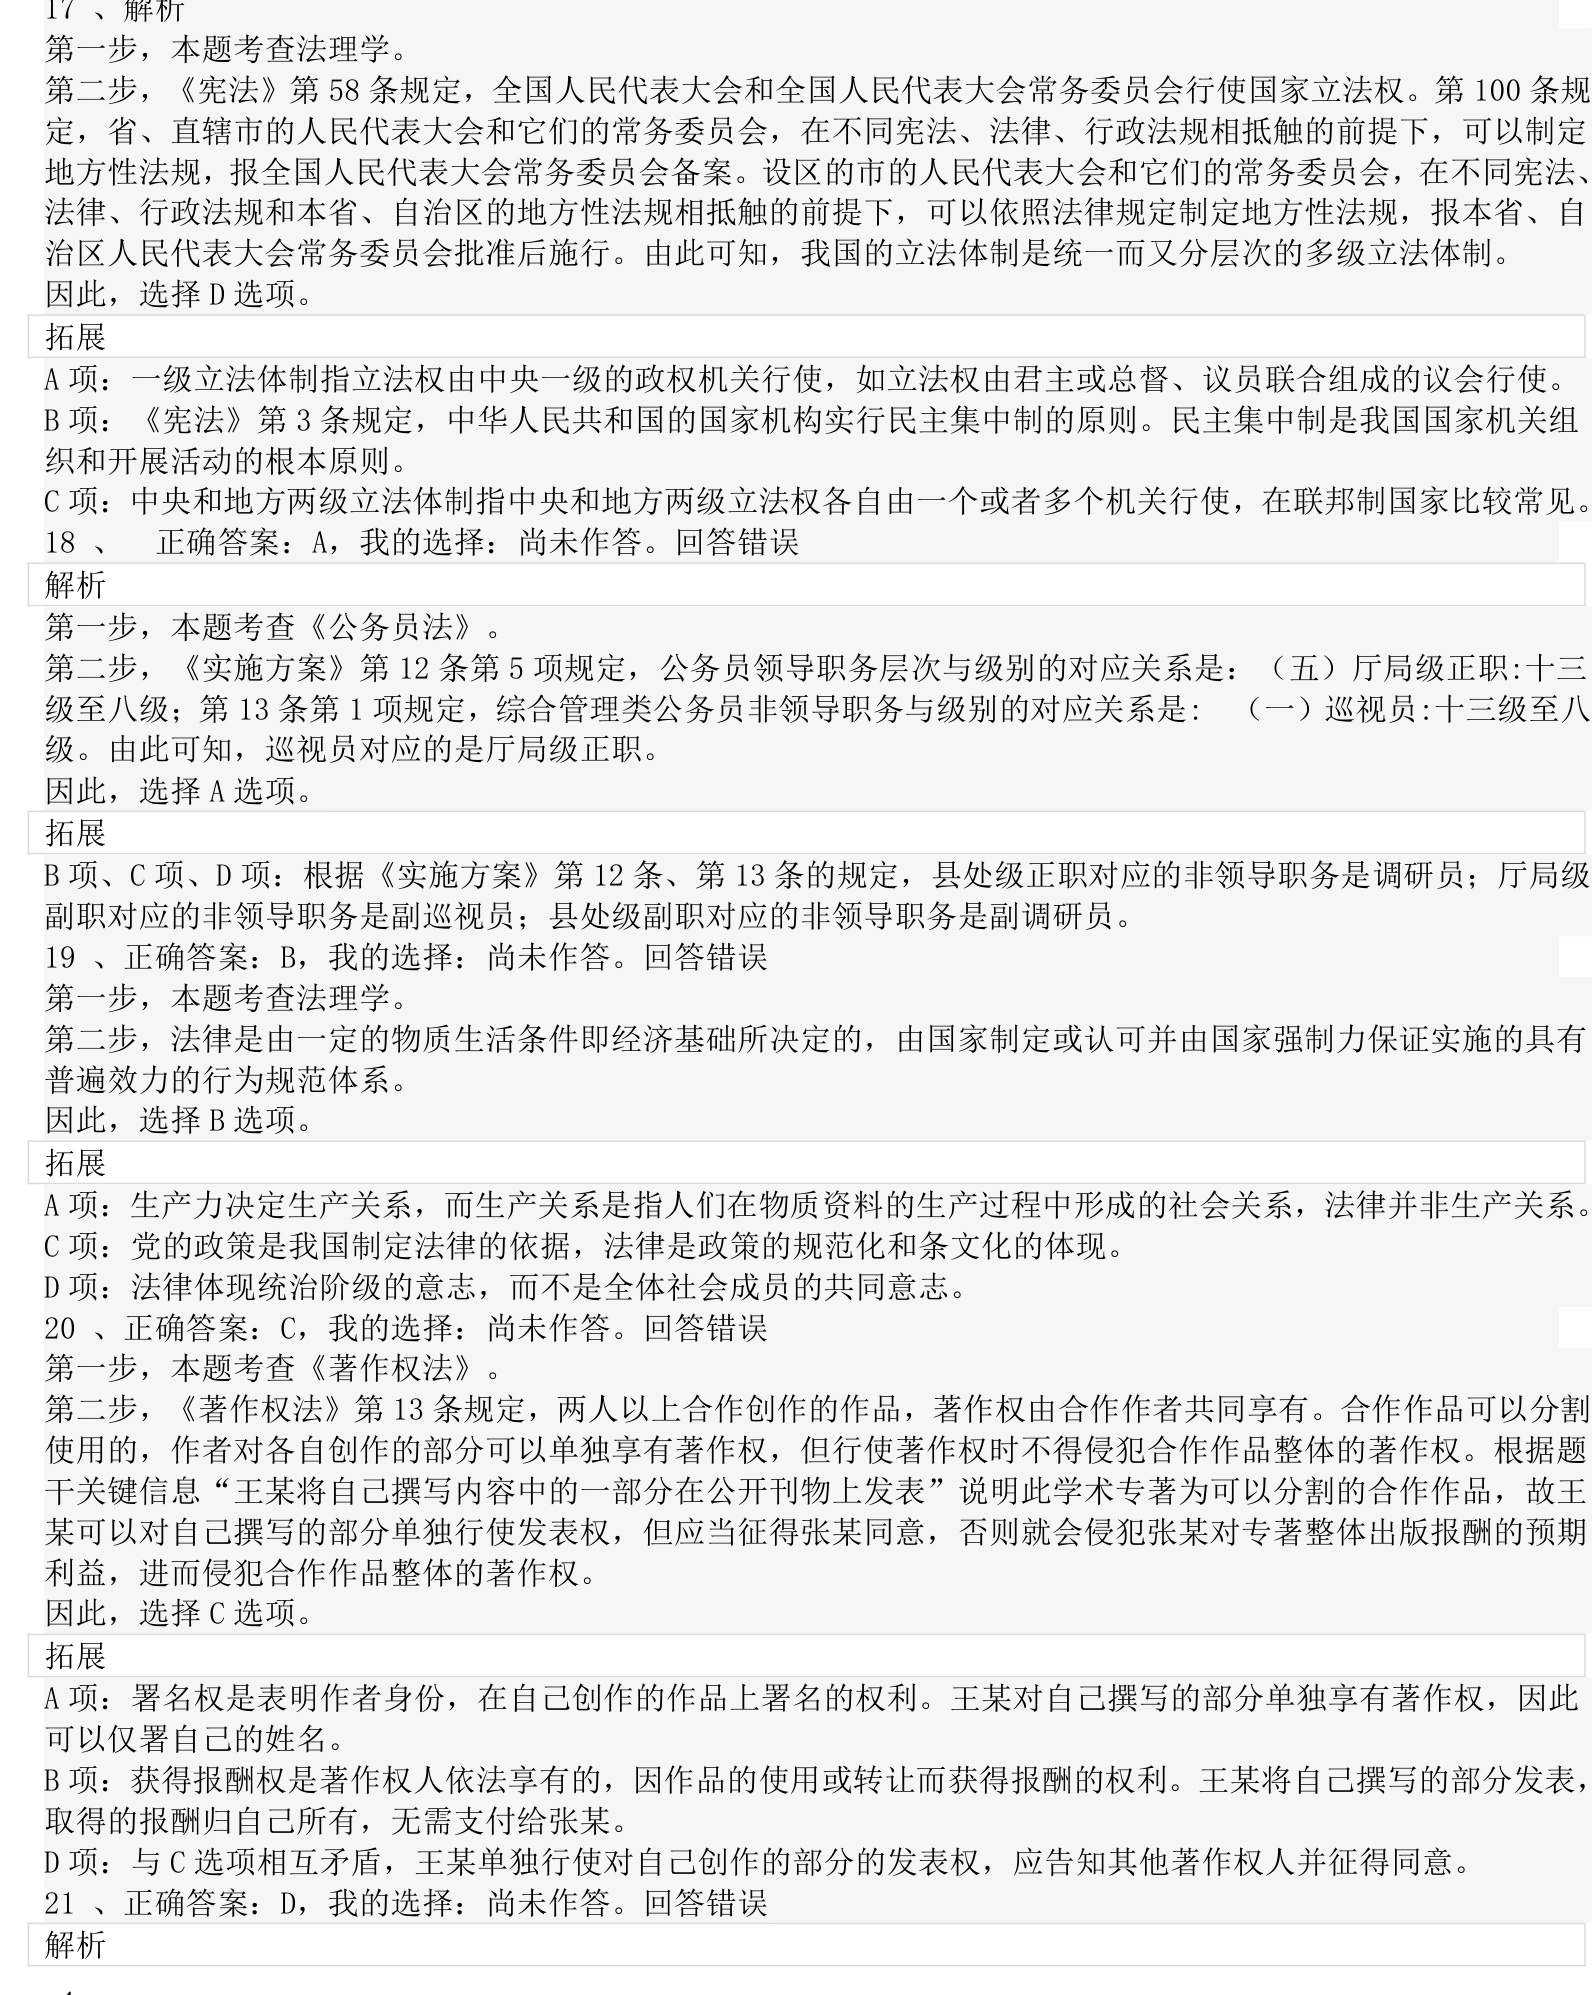 17 、解析
第一步，本题考查法理学。
第二步，《宪法》第 58 条规定，全国人民代表大会和全国人民代表大会常务委员会行使国家立法权。第 100 条规
定，省、直辖市的人民代表大会和它们的常务委员会，在不同宪法、法律、行政法规相抵触的前提下，可以制定
地方性法规，报全国人民代表大会常务委员会备案。设区的市的人民代表大会和它们的常务委员会，在不同宪法、
法律、行政法规和本省、自治区的地方性法规相抵触的前提下，可以依照法律规定制定地方性法规，报本省、自
治区人民代表大会常务委员会批准后施行。由此可知，我国的立法体制是统一而又分层次的多级立法体制。
因此，选择 D 选项。
拓展
A 项：一级立法体制指立法权由中央一级的政权机关行使，如立法权由君主或总督、议员联合组成的议会行使。
B 项：《宪法》第 3 条规定，中华人民共和国的国家机构实行民主集中制的原则。民主集中制是我国国家机关组
织和开展活动的根本原则。
C 项：中央和地方两级立法体制指中央和地方两级立法权各自由一个或者多个机关行使，在联邦制国家比较常见。
18 、 正确答案：A，我的选择：尚未作答。回答错误
解析
第一步，本题考查《公务员法》。
第二步，《实施方案》第 12 条第 5 项规定，公务员领导职务层次与级别的对应关系是：（五）厅局级正职:十三
级至八级；第 13 条第 1 项规定，综合管理类公务员非领导职务与级别的对应关系是： （一）巡视员:十三级至八
级。由此可知，巡视员对应的是厅局级正职。
因此，选择 A 选项。
拓展
B 项、C 项、D 项：根据《实施方案》第 12 条、第 13 条的规定，县处级正职对应的非领导职务是调研员；厅局级
副职对应的非领导职务是副巡视员；县处级副职对应的非领导职务是副调研员。
19 、正确答案：B，我的选择：尚未作答。回答错误
第一步，本题考查法理学。
第二步，法律是由一定的物质生活条件即经济基础所决定的，由国家制定或认可并由国家强制力保证实施的具有
普遍效力的行为规范体系。
因此，选择 B 选项。
拓展
A 项：生产力决定生产关系，而生产关系是指人们在物质资料的生产过程中形成的社会关系，法律并非生产关系。
C 项：党的政策是我国制定法律的依据，法律是政策的规范化和条文化的体现。
D 项：法律体现统治阶级的意志，而不是全体社会成员的共同意志。
20 、正确答案：C，我的选择：尚未作答。回答错误
第一步，本题考查《著作权法》。
第二步，《著作权法》第 13 条规定，两人以上合作创作的作品，著作权由合作作者共同享有。合作作品可以分割
使用的，作者对各自创作的部分可以单独享有著作权，但行使著作权时不得侵犯合作作品整体的著作权。根据题
干关键信息“王某将自己撰写内容中的一部分在公开刊物上发表”说明此学术专著为可以分割的合作作品，故王
某可以对自己撰写的部分单独行使发表权，但应当征得张某同意，否则就会侵犯张某对专著整体出版报酬的预期
利益，进而侵犯合作作品整体的著作权。
因此，选择 C 选项。
拓展
A 项：署名权是表明作者身份，在自己创作的作品上署名的权利。王某对自己撰写的部分单独享有著作权，因此
可以仅署自己的姓名。
B 项：获得报酬权是著作权人依法享有的，因作品的使用或转让而获得报酬的权利。王某将自己撰写的部分发表，
取得的报酬归自己所有，无需支付给张某。
D 项：与 C 选项相互矛盾，王某单独行使对自己创作的部分的发表权，应告知其他著作权人并征得同意。
21 、正确答案：D，我的选择：尚未作答。回答错误
解析